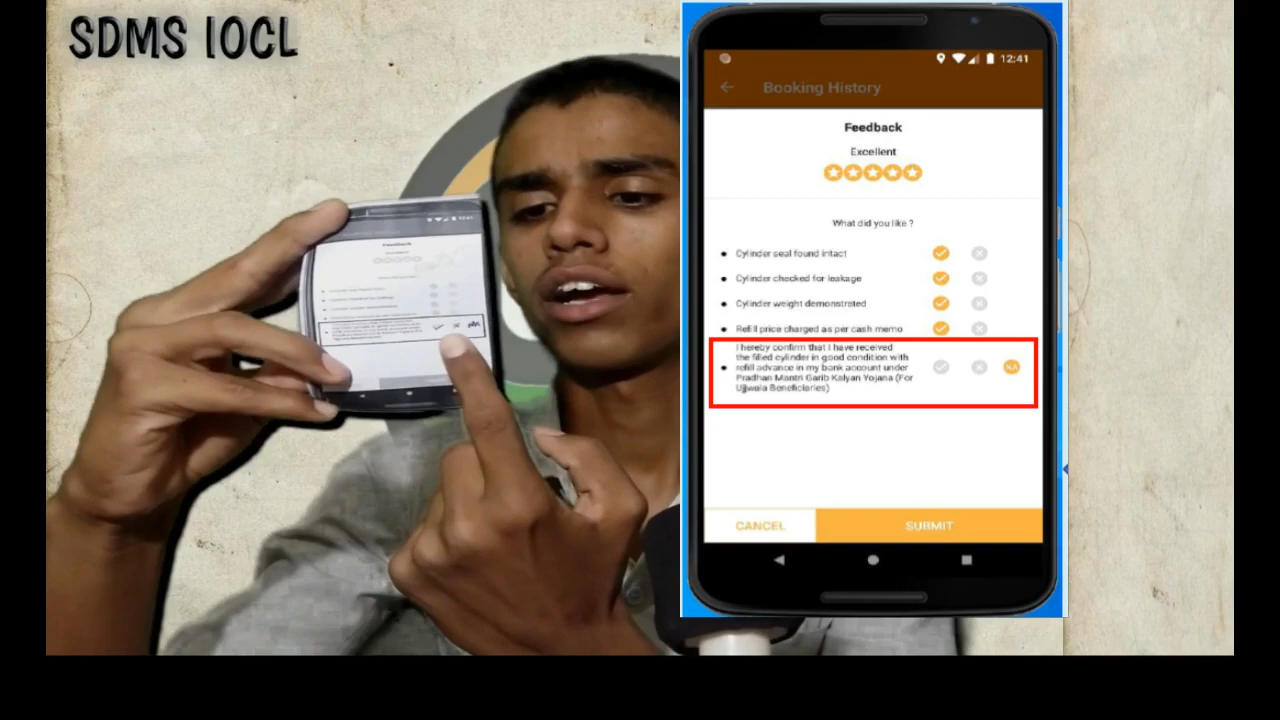 SDMS IOCL
12:41
Booking History
Feedback
Excellent
What did you like ?
Cylinder seal found intact
Cylinder checked for leakage
Cylinder weight demonstrated
Refill price charged as per cash memo
I hereby confirm that I have received
the filled cylinder in good condition with
refill advance in my bank account under
Pradhan Mantri Garib Kalyan Yojana (For
Ujjwala Beneficiaries)
NA
CANCEL
SUBMIT
Feedback